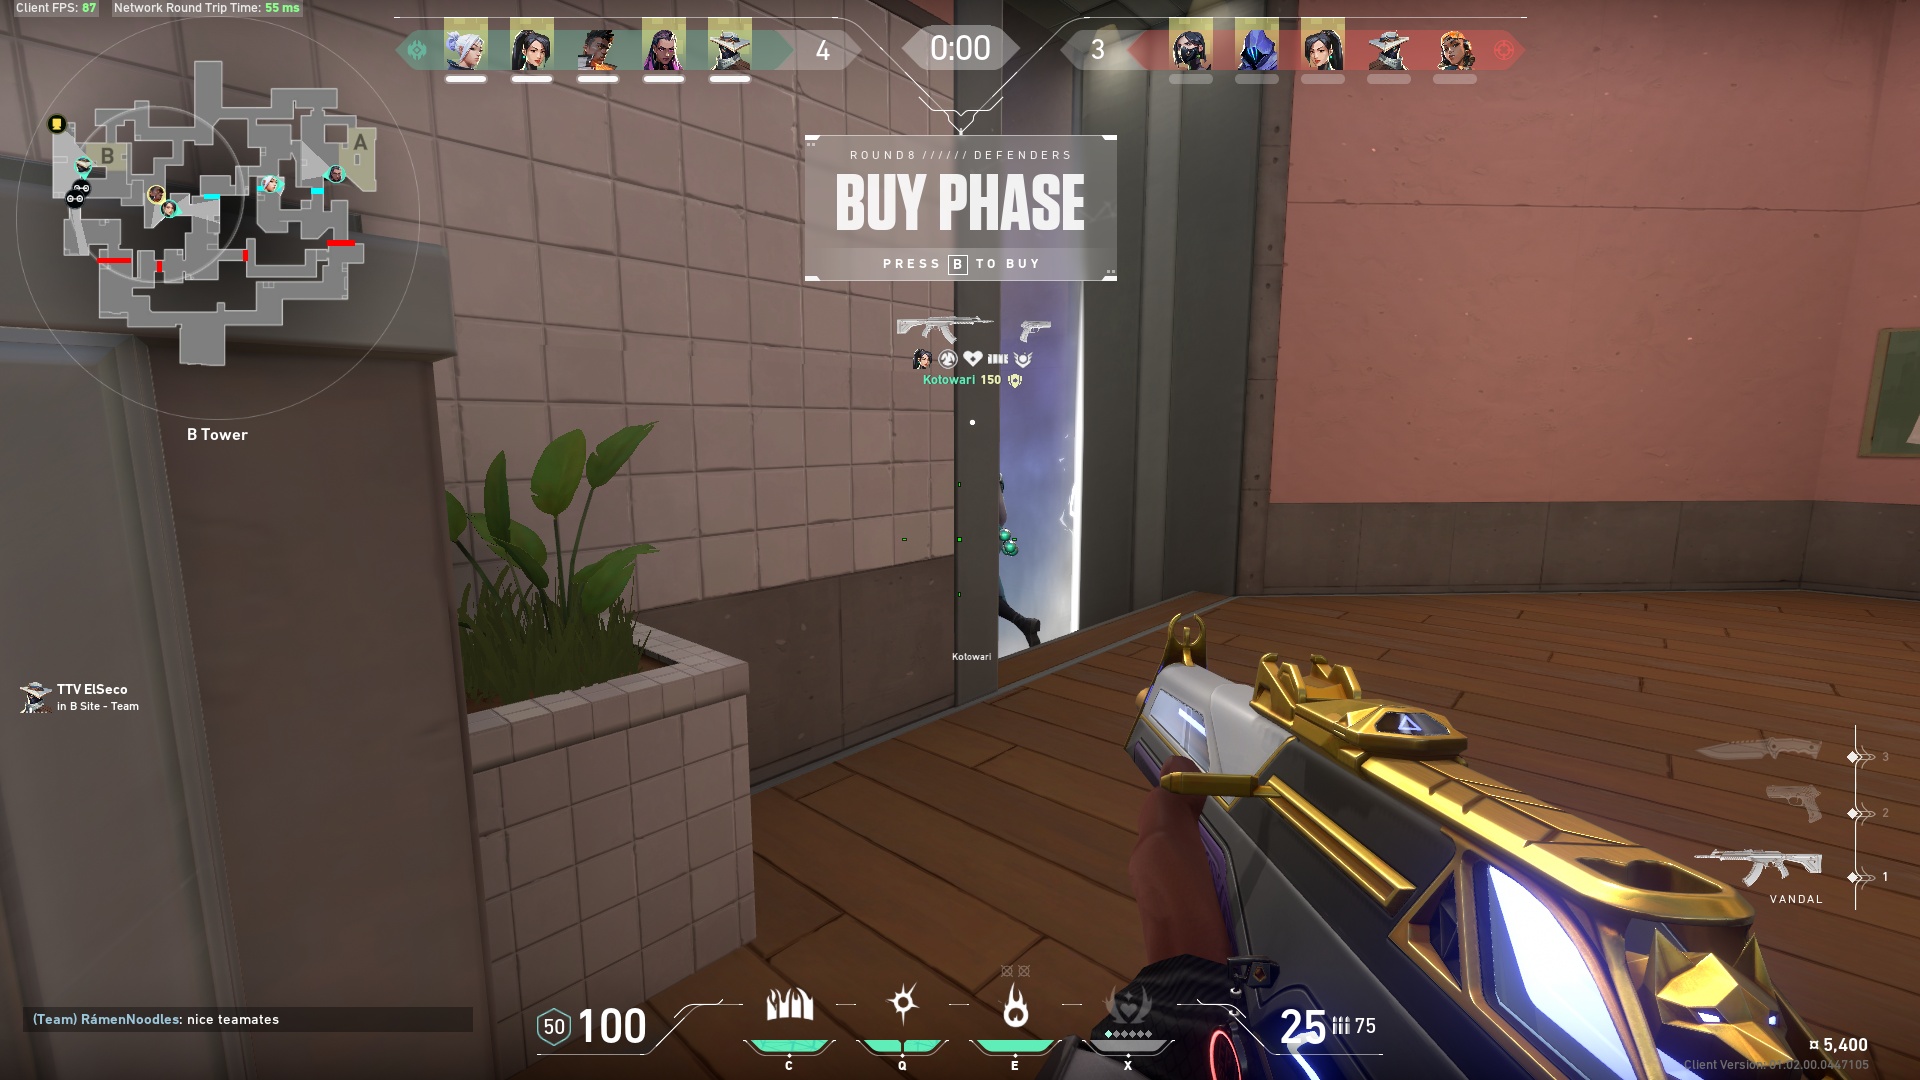 Client FPS: 87 Network Round Trip Time: 55 ms
4 0:00 3
ROUND 8 ////// DEFENDERS
BUY PHASE
PRESS B TO BUY
A
B
Kotowari 150
B Tower
Kotowari
TTV ElSeco
in B Site - Team
3
2
1
VANDAL
(Team) RámenNoodles: nice teamates
50 100
C Q E X
25 75
¤ 5,400